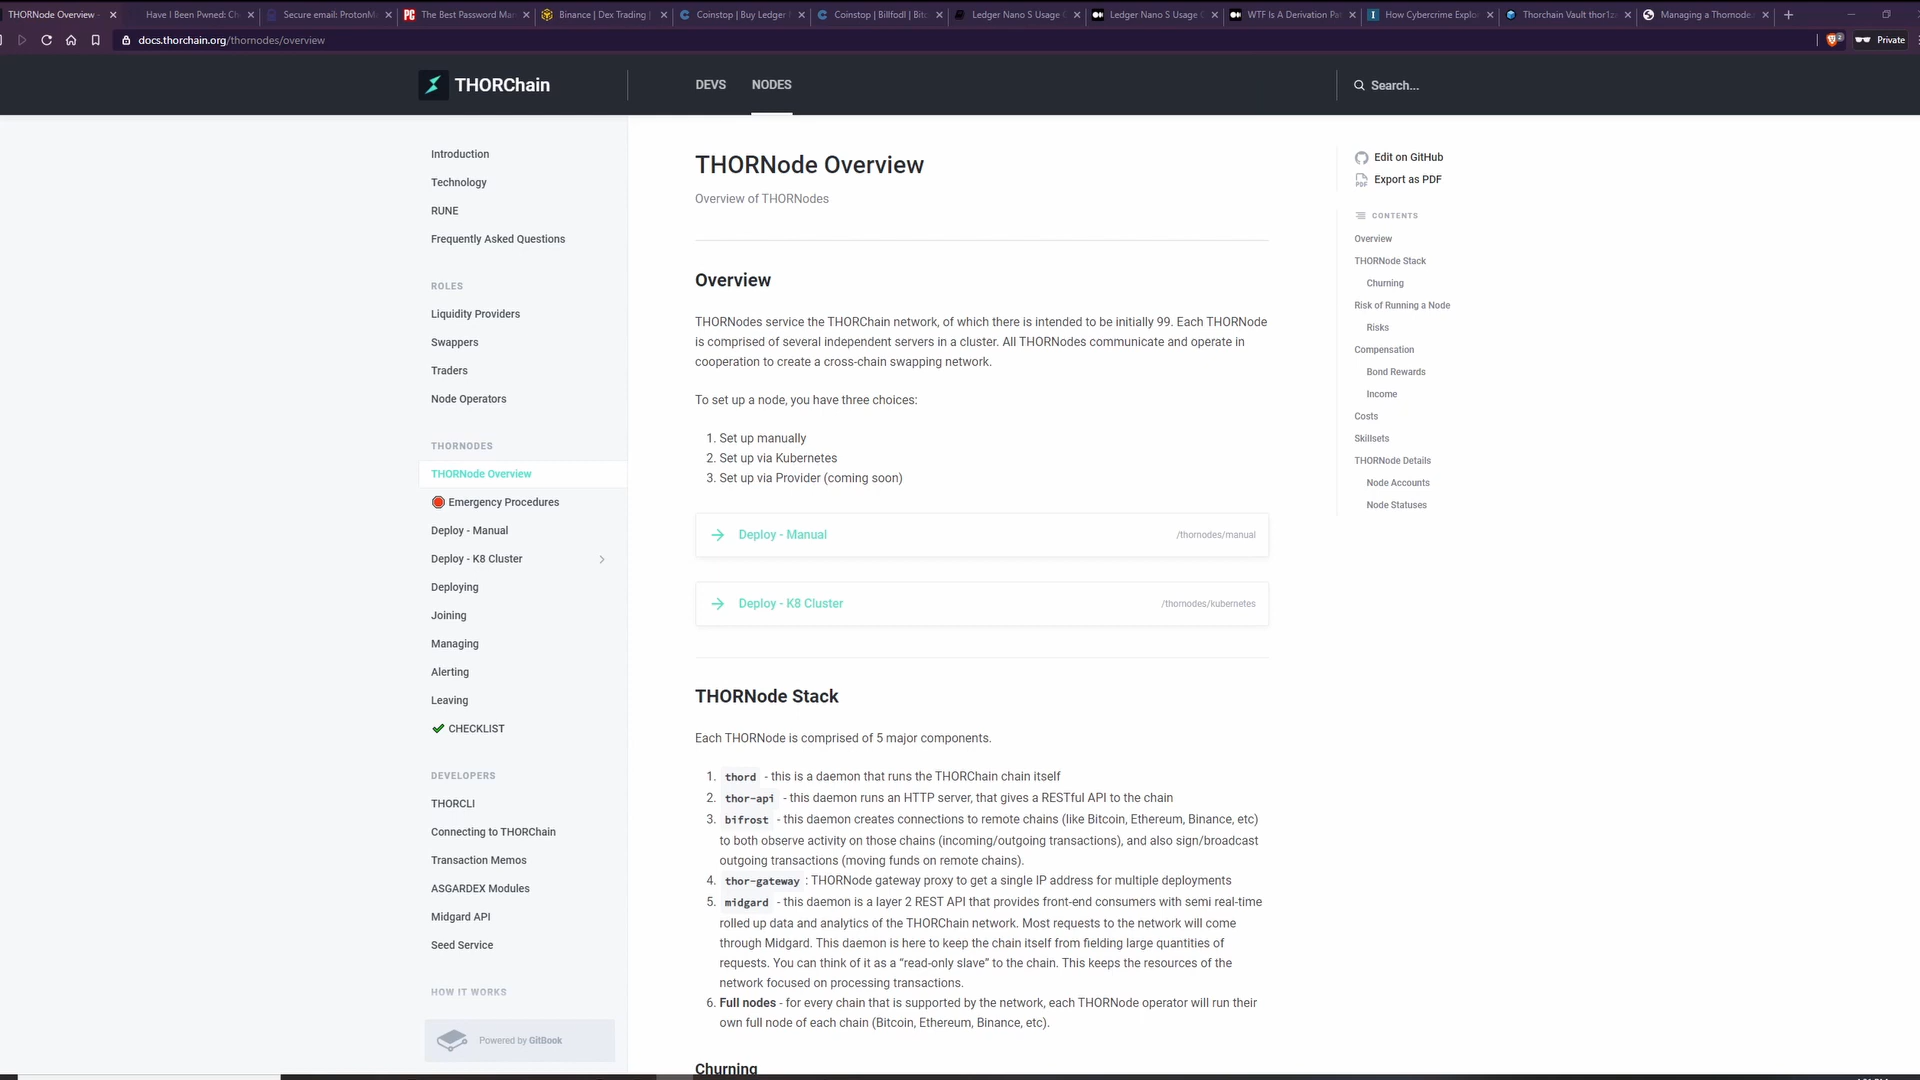 THORNode Overview -
Have I Been Pwned: Ch
Secure email: ProtonMa
The Best Password Man
Binance | Dex Trading |
Coinstop | Buy Ledger N
Coinstop | Billfodl | Bitc
Ledger Nano S Usage G
Ledger Nano S Usage G
WTF Is A Derivation Pat
How Cybercrime Explo
Thorchain Vault thor1z
Managing a Thornode.
docs.thorchain.org/thornodes/overview
2
Private
THORChain
DEVS
NODES
Search...
Introduction
Technology
RUNE
Frequently Asked Questions
ROLES
Liquidity Providers
Swappers
Traders
Node Operators
THORNODES
THORNode Overview
Emergency Procedures
Deploy - Manual
Deploy - K8 Cluster
Deploying
Joining
Managing
Alerting
Leaving
CHECKLIST
DEVELOPERS
THORCLI
Connecting to THORChain
Transaction Memos
ASGARDEX Modules
Midgard API
Seed Service
HOW IT WORKS
Powered by GitBook
THORNode Overview
Overview of THORNodes
Overview
THORNodes service the THORChain network, of which there is intended to be initially 99. Each THORNode
is comprised of several independent servers in a cluster. All THORNodes communicate and operate in
cooperation to create a cross-chain swapping network.
To set up a node, you have three choices:
1. Set up manually
2. Set up via Kubernetes
3. Set up via Provider (coming soon)
Deploy - Manual
/thornodes/manual
Deploy - K8 Cluster
/thornodes/kubernetes
THORNode Stack
Each THORNode is comprised of 5 major components.
1. thord - this is a daemon that runs the THORChain chain itself
2. thor-api - this daemon runs an HTTP server, that gives a RESTful API to the chain
3. bifrost - this daemon creates connections to remote chains (like Bitcoin, Ethereum, Binance, etc)
to both observe activity on those chains (incoming/outgoing transactions), and also sign/broadcast
outgoing transactions (moving funds on remote chains).
4. thor-gateway : THORNode gateway proxy to get a single IP address for multiple deployments
5. midgard - this daemon is a layer 2 REST API that provides front-end consumers with semi real-time
rolled up data and analytics of the THORChain network. Most requests to the network will come
through Midgard. This daemon is here to keep the chain itself from fielding large quantities of
requests. You can think of it as a “read-only slave” to the chain. This keeps the resources of the
network focused on processing transactions.
6. Full nodes - for every chain that is supported by the network, each THORNode operator will run their
own full node of each chain (Bitcoin, Ethereum, Binance, etc).
Churning
Edit on GitHub
PDF
Export as PDF
CONTENTS
Overview
THORNode Stack
Churning
Risk of Running a Node
Risks
Compensation
Bond Rewards
Income
Costs
Skillsets
THORNode Details
Node Accounts
Node Statuses